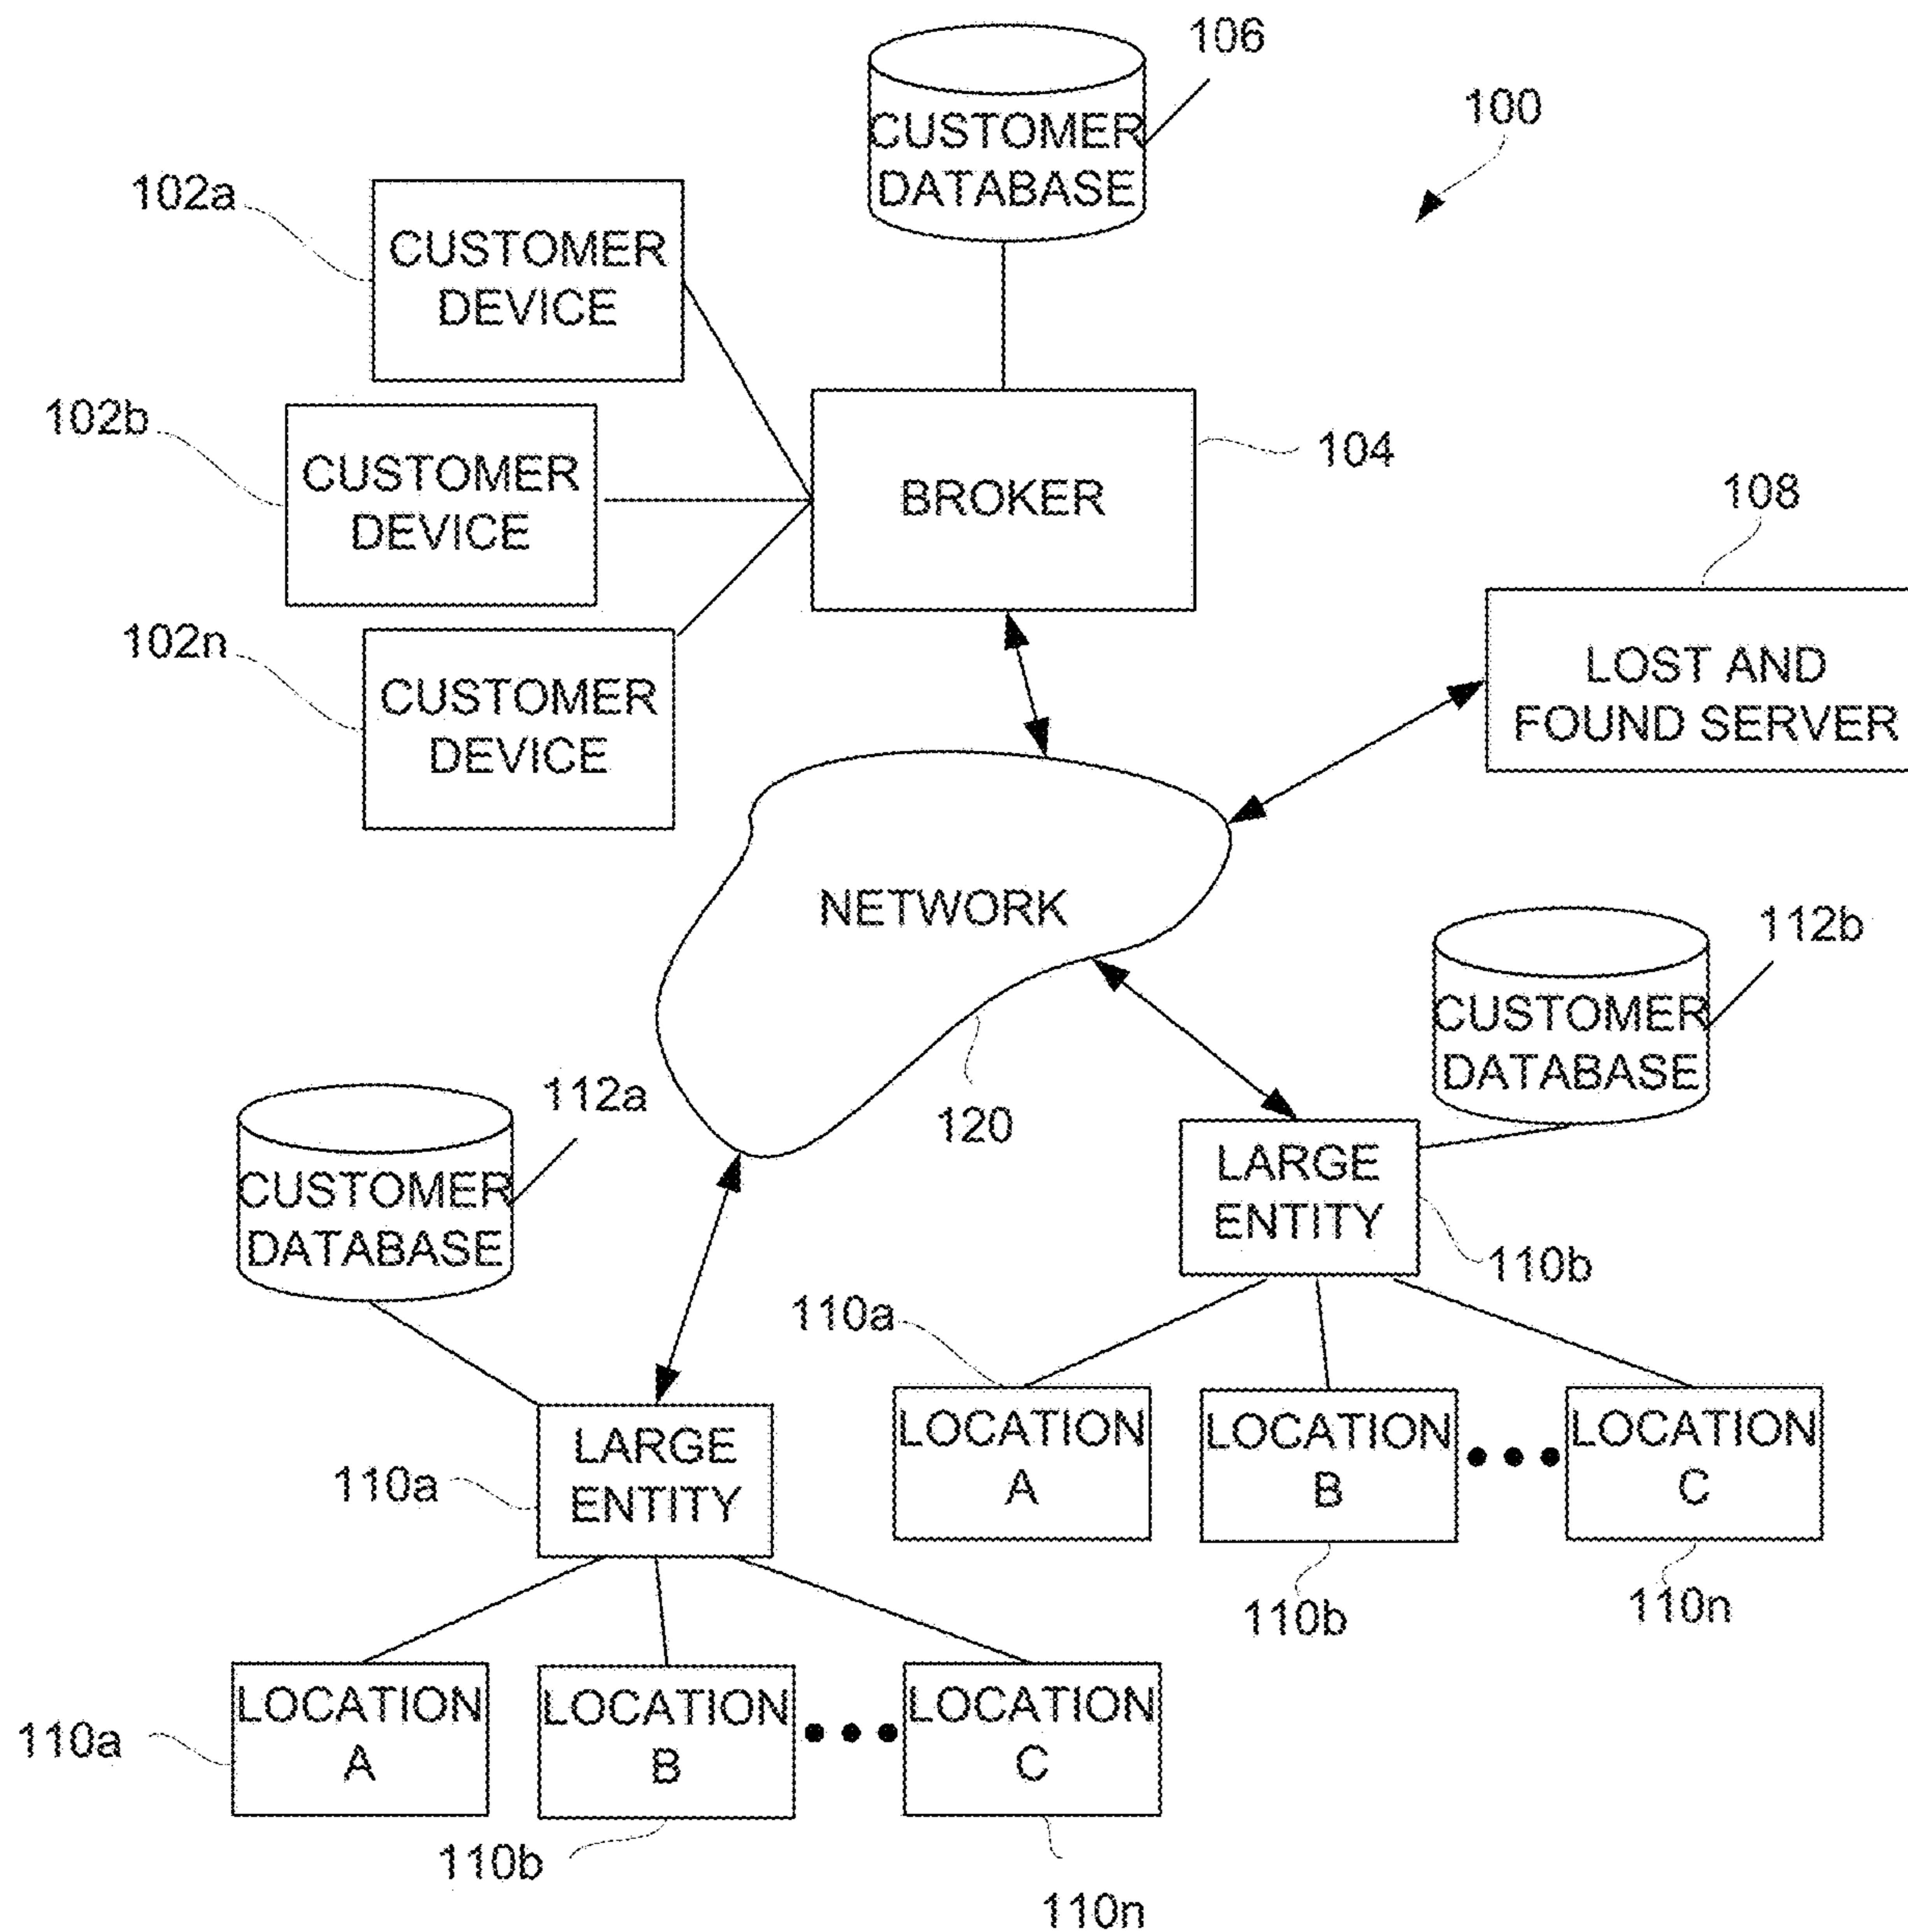 106
100
CUSTOMER
DATABASE
102a
CUSTOMER
DEVICE
102b
CUSTOMER
DEVICE
104
BROKER
108
102n
CUSTOMER
DEVICE
LOST AND
FOUND SERVER
NETWORK
112b
CUSTOMER
DATABASE
120
112a
CUSTOMER
DATABASE
LARGE
ENTITY
110b
110a
LOCATION
A
LOCATION
B
LOCATION
C
110b
110n
LARGE
ENTITY
110a
LOCATION
A
110a
LOCATION
B
LOCATION
C
110b
110n